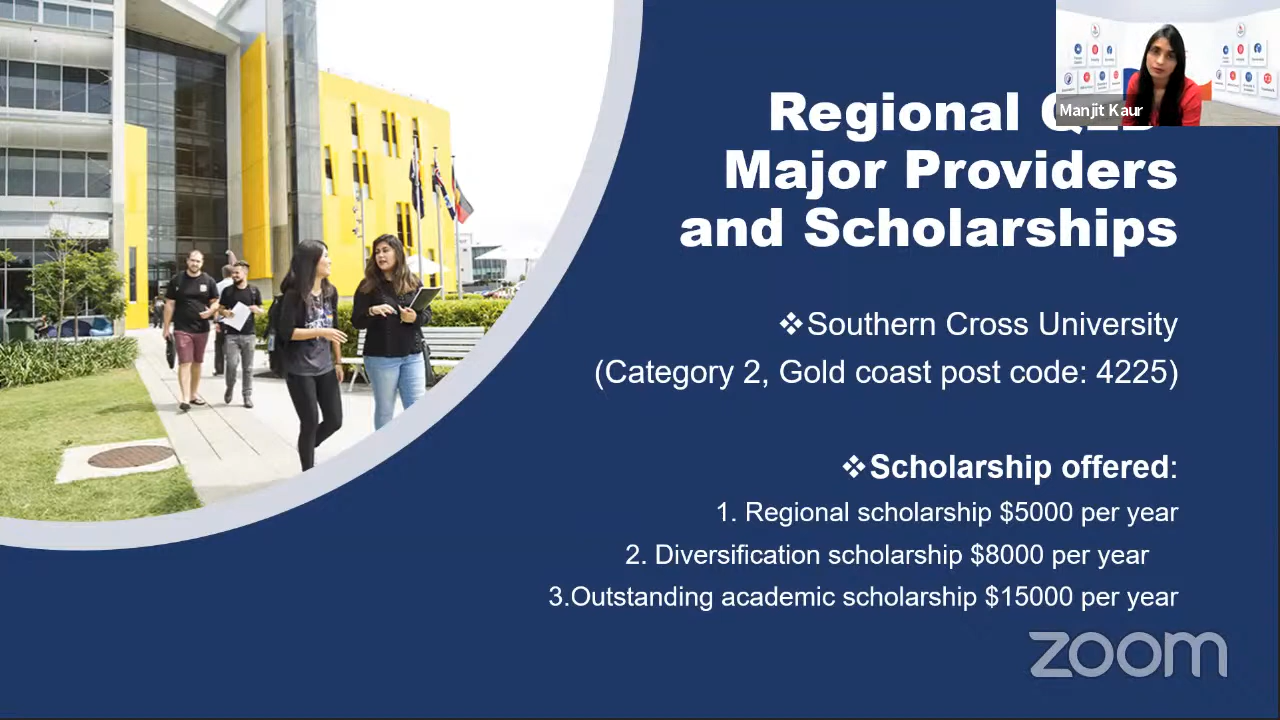 Manjit Kaur
Regional
Major Providers
and Scholarships
❖Southern Cross University
(Category 2, Gold coast post code: 4225)
❖Scholarship offered:
1. Regional scholarship $5000 per year
2. Diversification scholarship $8000 per year
3.Outstanding academic scholarship $15000 per year
zoom